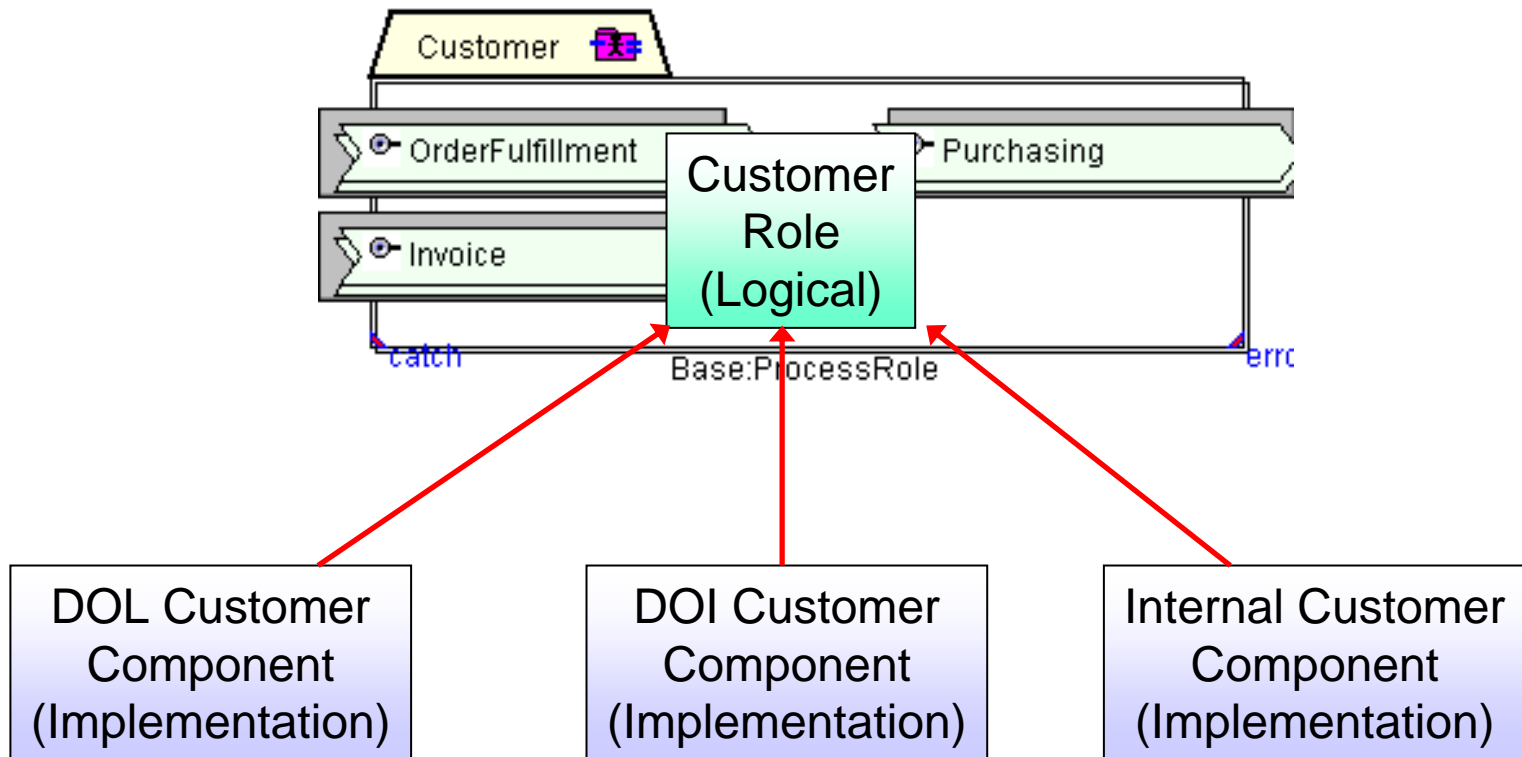 Customer
OrderFulfillment
Purchasing
Customer
Role
(Logical)
Invoice
catch
Base:ProcessRole
erro
DOL Customer
Component
(Implementation)
DOI Customer
Component
(Implementation)
Internal Customer
Component
(Implementation)